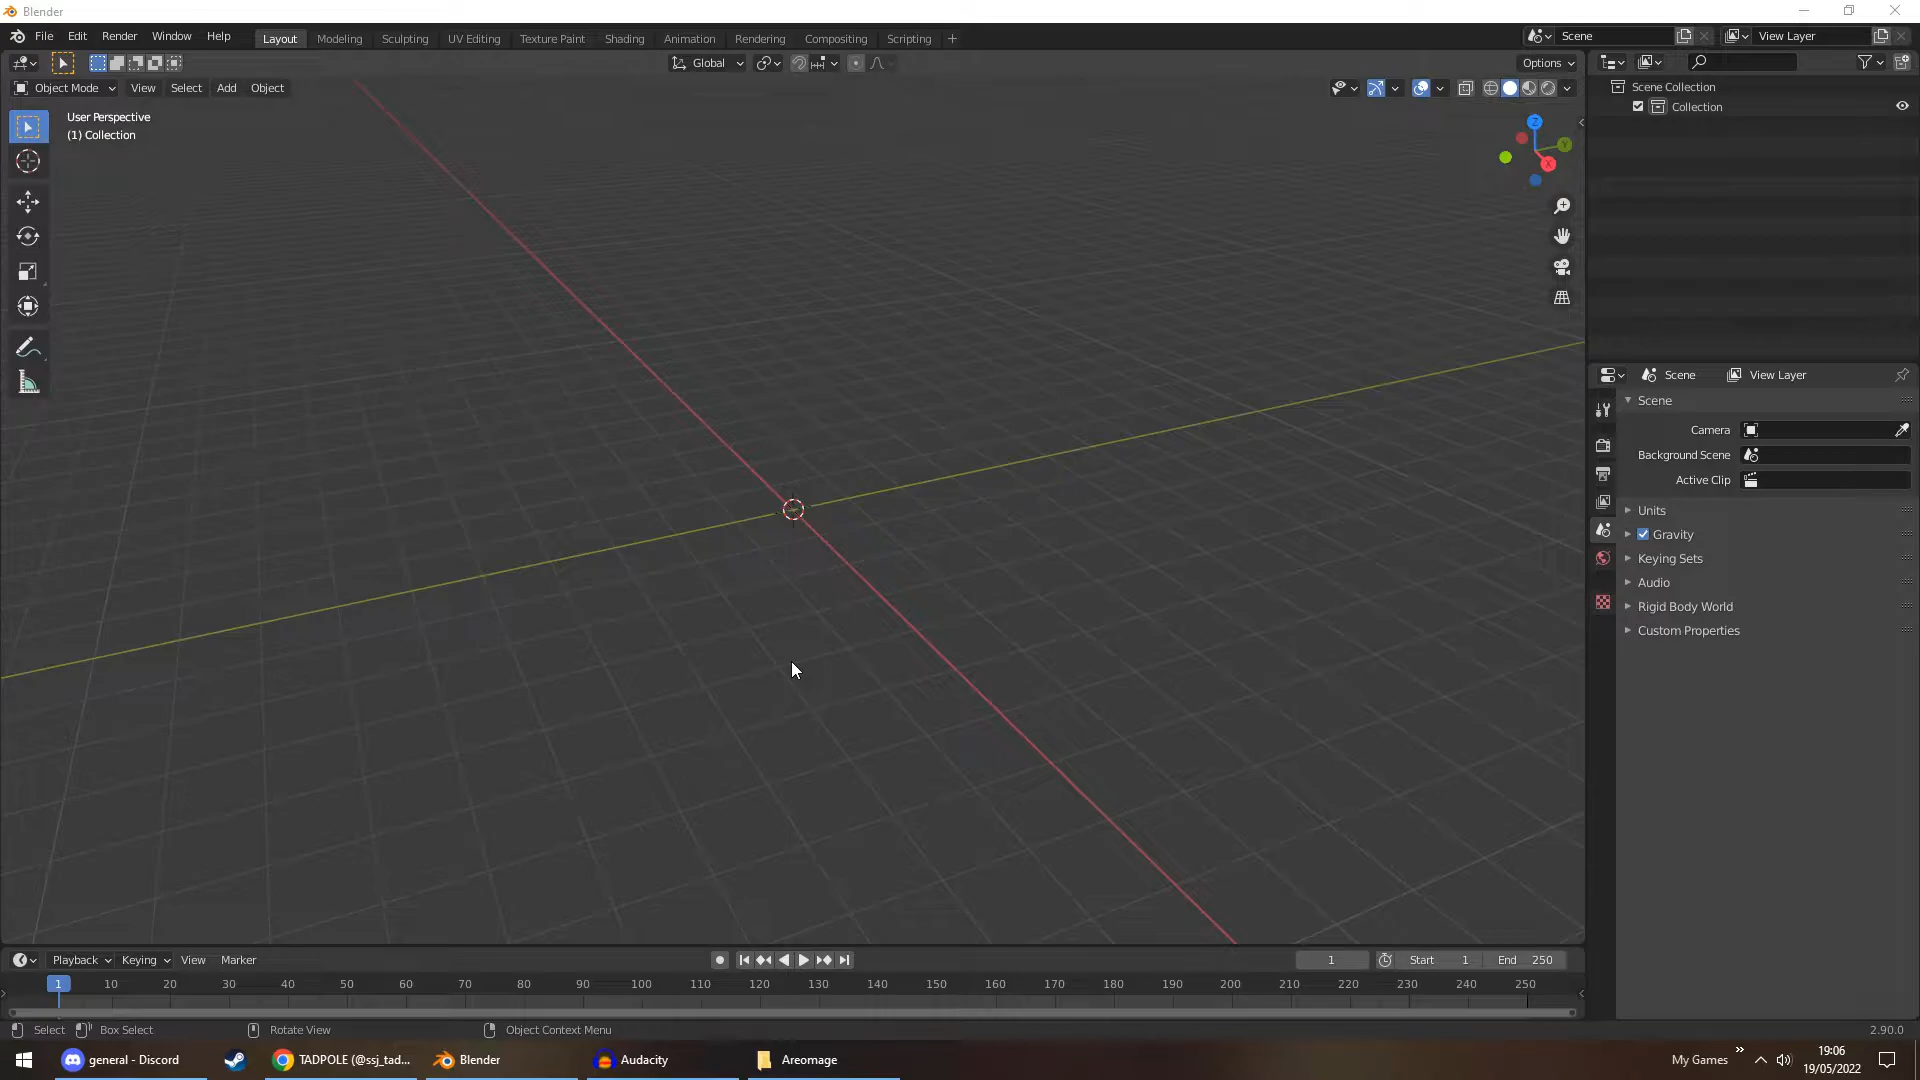 Blender
File Edit Render Window Help
Layout Modeling Sculpting UV Editing Texture Paint Shading Animation Rendering Compositing Scripting +
Scene
View Layer
Global
Options
Object Mode View Select Add Object
User Perspective
(1) Collection
Z
Y
X
Scene Collection
Collection
Scene View Layer
Scene
Camera
Background Scene
Active Clip
Units
Gravity
Keying Sets
Audio
Rigid Body World
Custom Properties
Playback Keying View Marker
1
Start 1
End 250
1 10 20 30 40 50 60 70 80 90 100 110 120 130 140 150 160 170 180 190 200 210 220 230 240 250
Select Box Select Rotate View Object Context Menu
2.90.0
general - Discord
TADPOLE (@ssj_tad...
Blender
Audacity
Areomage
My Games
19:06
19/05/2022